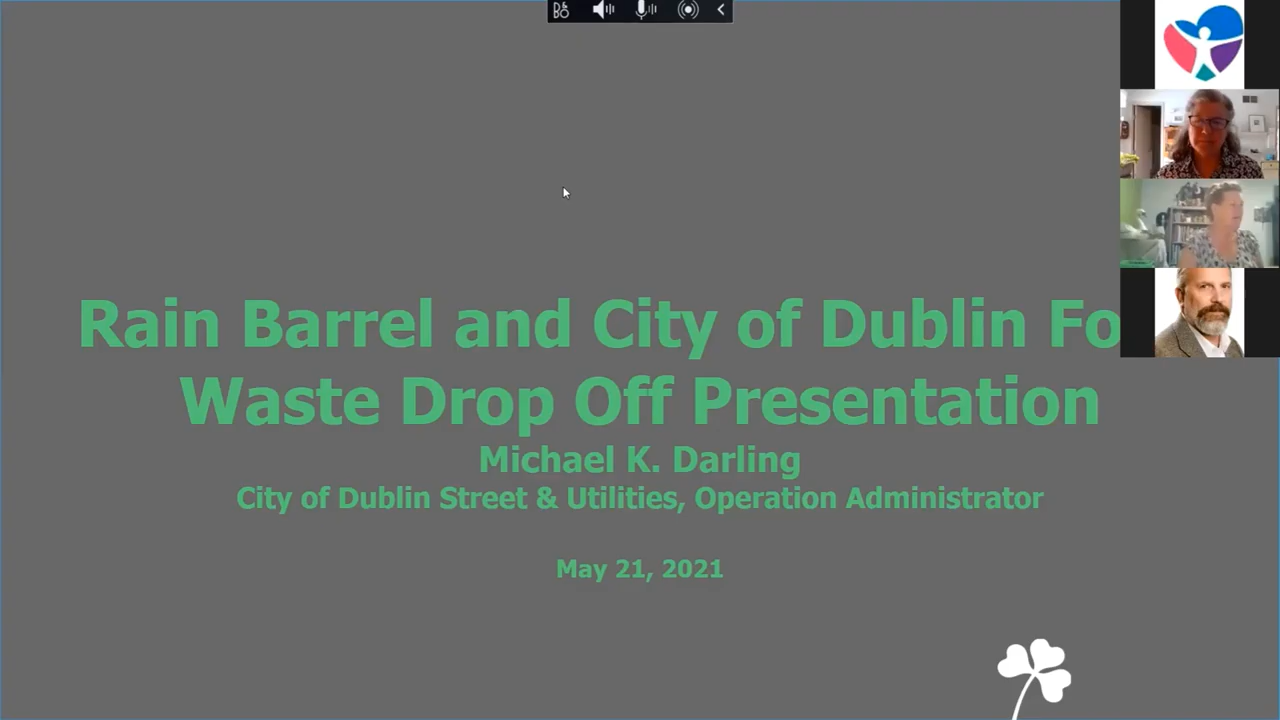 Rain Barrel and City of Dublin Fo
Waste Drop Off Presentation
Michael K. Darling
City of Dublin Street & Utilities, Operation Administrator
May 21, 2021